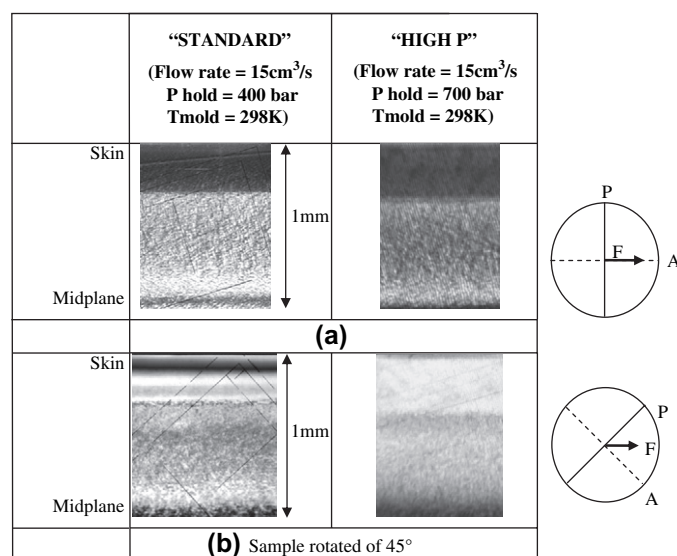 “STANDARD”
(Flow rate = 15cm³/s
P hold = 400 bar
Tmold = 298K)
“HIGH P”
(Flow rate = 15cm³/s
P hold = 700 bar
Tmold = 298K)
Skin
1mm
Midplane
P
F
A
(a)
Skin
1mm
Midplane
P
F
A
(b) Sample rotated of 45°